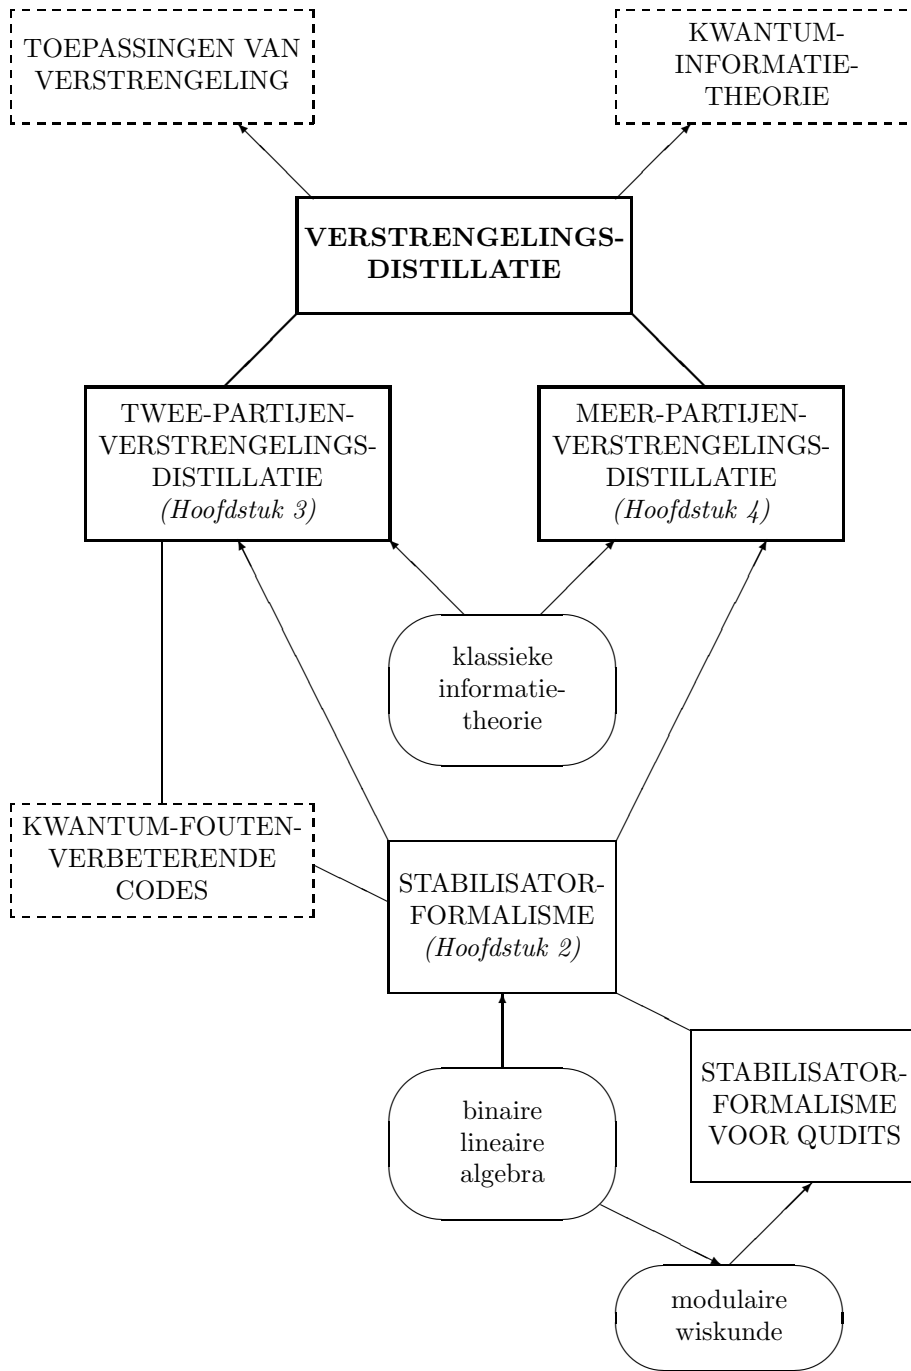 TOEPASSINGEN VAN
VERSTRENGELING
KWANTUM-
INFORMATIE-
THEORIE
VERSTRENGELINGS-
DISTILLATIE
TWEE-PARTIJEN-
VERSTRENGELINGS-
DISTILLATIE
(Hoofdstuk 3)
MEER-PARTIJEN-
VERSTRENGELINGS-
DISTILLATIE
(Hoofdstuk 4)
klassieke
informatie-
theorie
KWANTUM-FOUTEN-
VERBETERENDE
CODES
STABILISATOR-
FORMALISME
(Hoofdstuk 2)
binaire
lineaire
algebra
STABILISATOR-
FORMALISME
VOOR QUDITS
modulaire
wiskunde